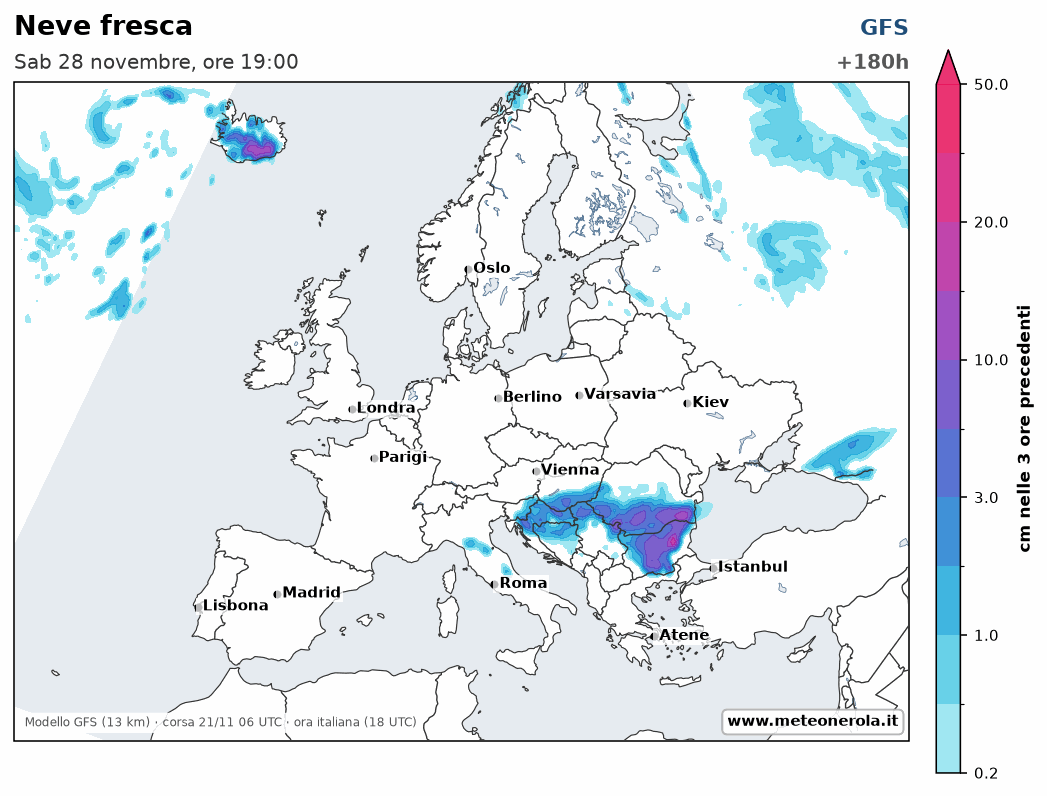 Neve fresca
GFS
Sab 28 novembre, ore 19:00
+180h
50.0
20.0
10.0
3.0
1.0
0.2
cm nelle 3 ore precedenti
Oslo
Berlino
Varsavia
Kiev
Londra
Parigi
Vienna
Istanbul
Roma
Madrid
Lisbona
Atene
Modello GFS (13 km) · corsa 21/11 06 UTC · ora italiana (18 UTC)
www.meteonerola.it